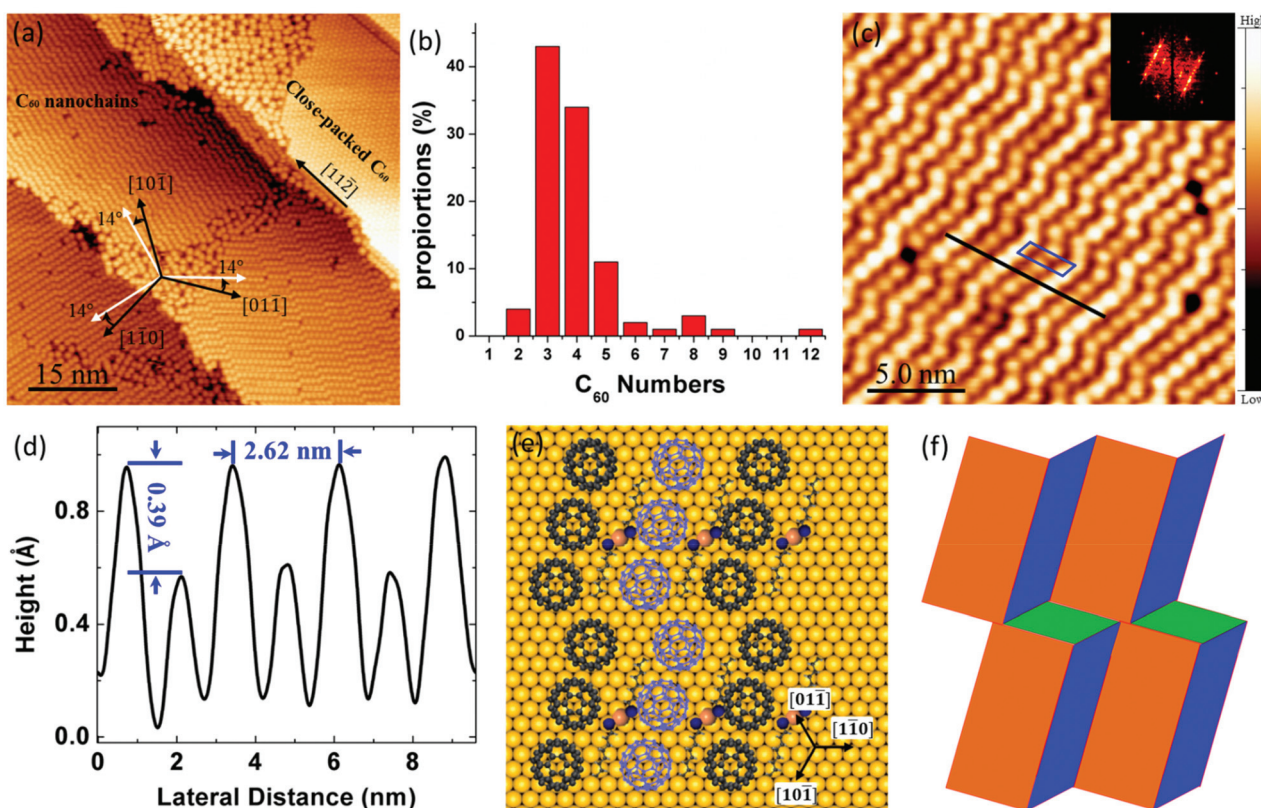 (a)
C₆₀ nanochains
Close-packed C₆₀
[112̄]
[101̄]
14°
14°
[011̄]
14°
[11̄0]
15 nm
(b)
propiortions (%)
40
30
20
10
0
1 2 3 4 5 6 7 8 9 10 11 12
C₆₀ Numbers
(c)
High
5.0 nm
Low
(d)
2.62 nm
0.39 Å
Height (Å)
0.8
0.4
0.0
0 2 4 6 8
Lateral Distance (nm)
(e)
[011̄]
[11̄0]
[101̄]
(f)